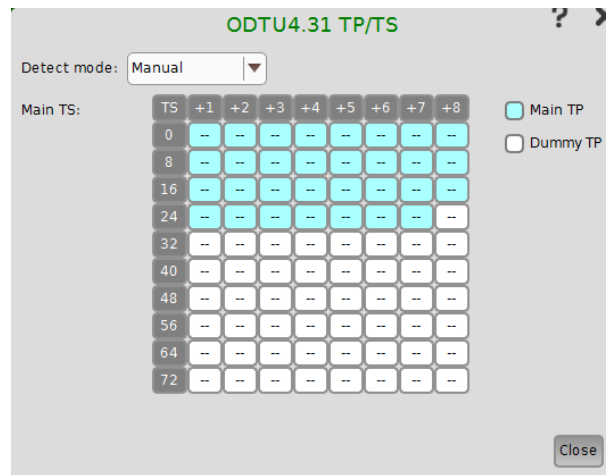 ODTU4.31 TP/TS ?
Detect mode: Manual
Main TS: TS +1 +2 +3 +4 +5 +6 +7 +8 Main TP
0 -- -- -- -- -- -- -- --
Dummy TP
8 -- -- -- -- -- -- -- --
16 -- -- -- -- -- -- -- --
24 -- -- -- -- -- -- -- --
32 -- -- -- -- -- -- -- --
40 -- -- -- -- -- -- -- --
48 -- -- -- -- -- -- -- --
56 -- -- -- -- -- -- -- --
64 -- -- -- -- -- -- -- --
72 -- -- -- -- -- -- -- --
Close